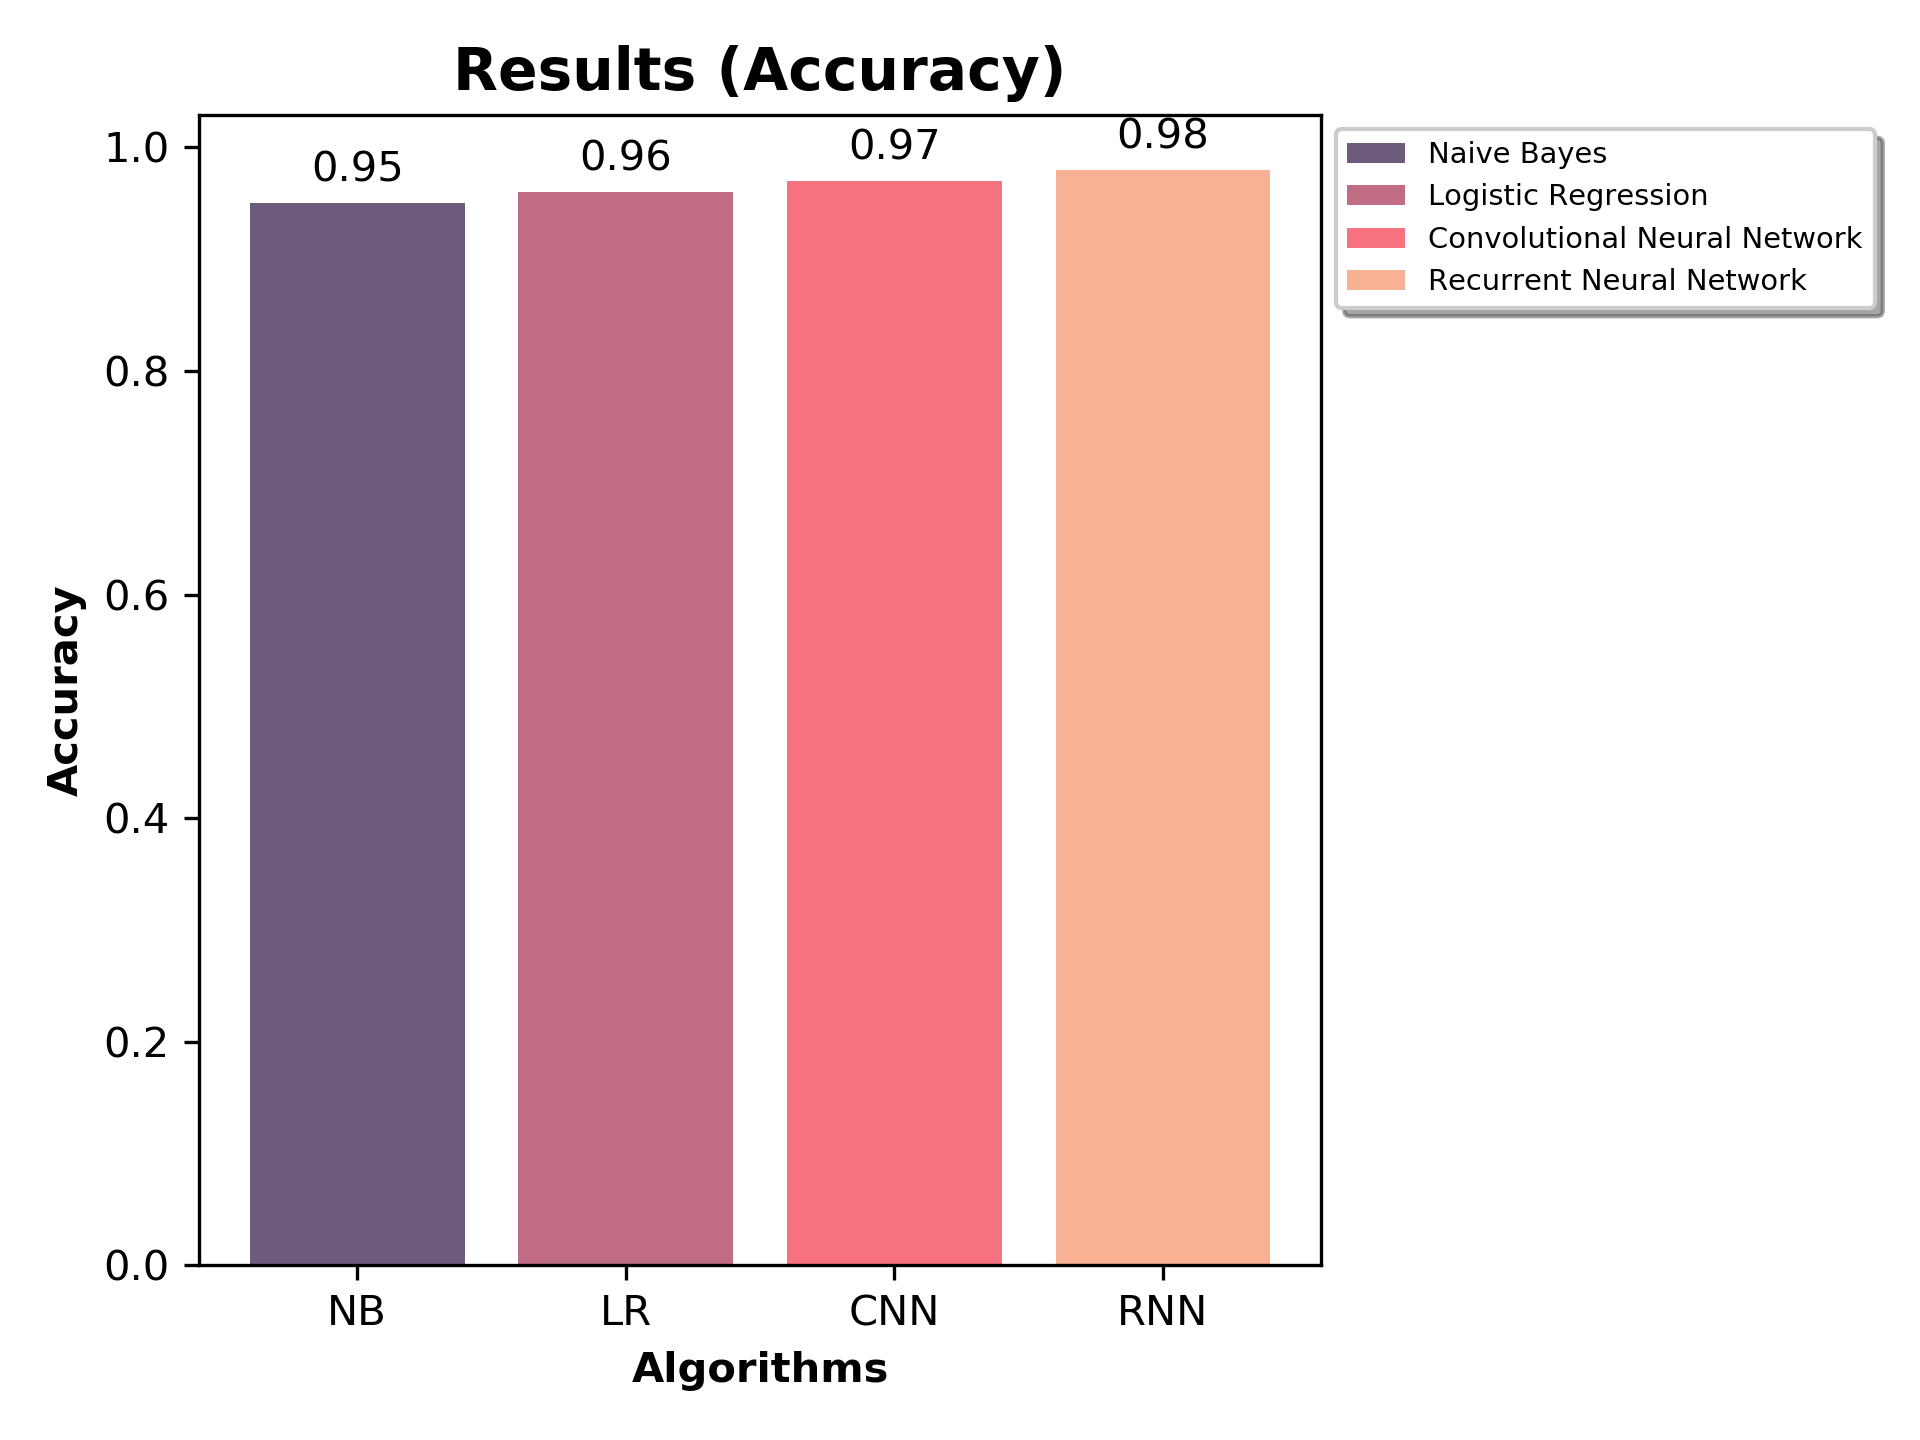 Results (Accuracy)
1.0
0.8
0.6
0.4
0.2
0.0
Accuracy
0.95
0.96
0.97
0.98
NB
LR
CNN
RNN
Algorithms
Naive Bayes
Logistic Regression
Convolutional Neural Network
Recurrent Neural Network